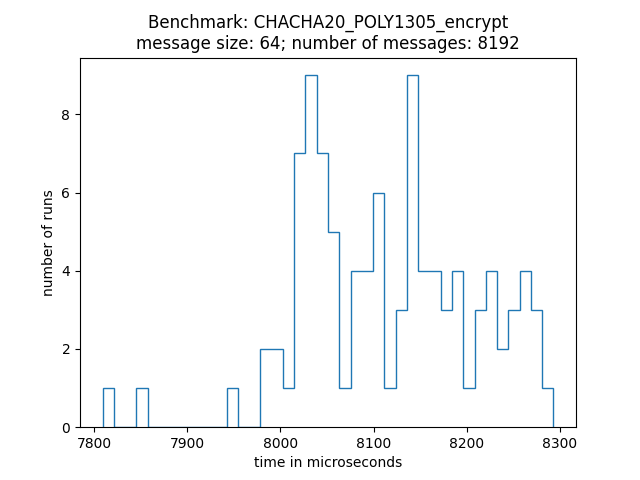 Benchmark: CHACHA20_POLY1305_encrypt
message size: 64; number of messages: 8192
8
6
4
2
0
number of runs
7800 7900 8000 8100 8200 8300
time in microseconds